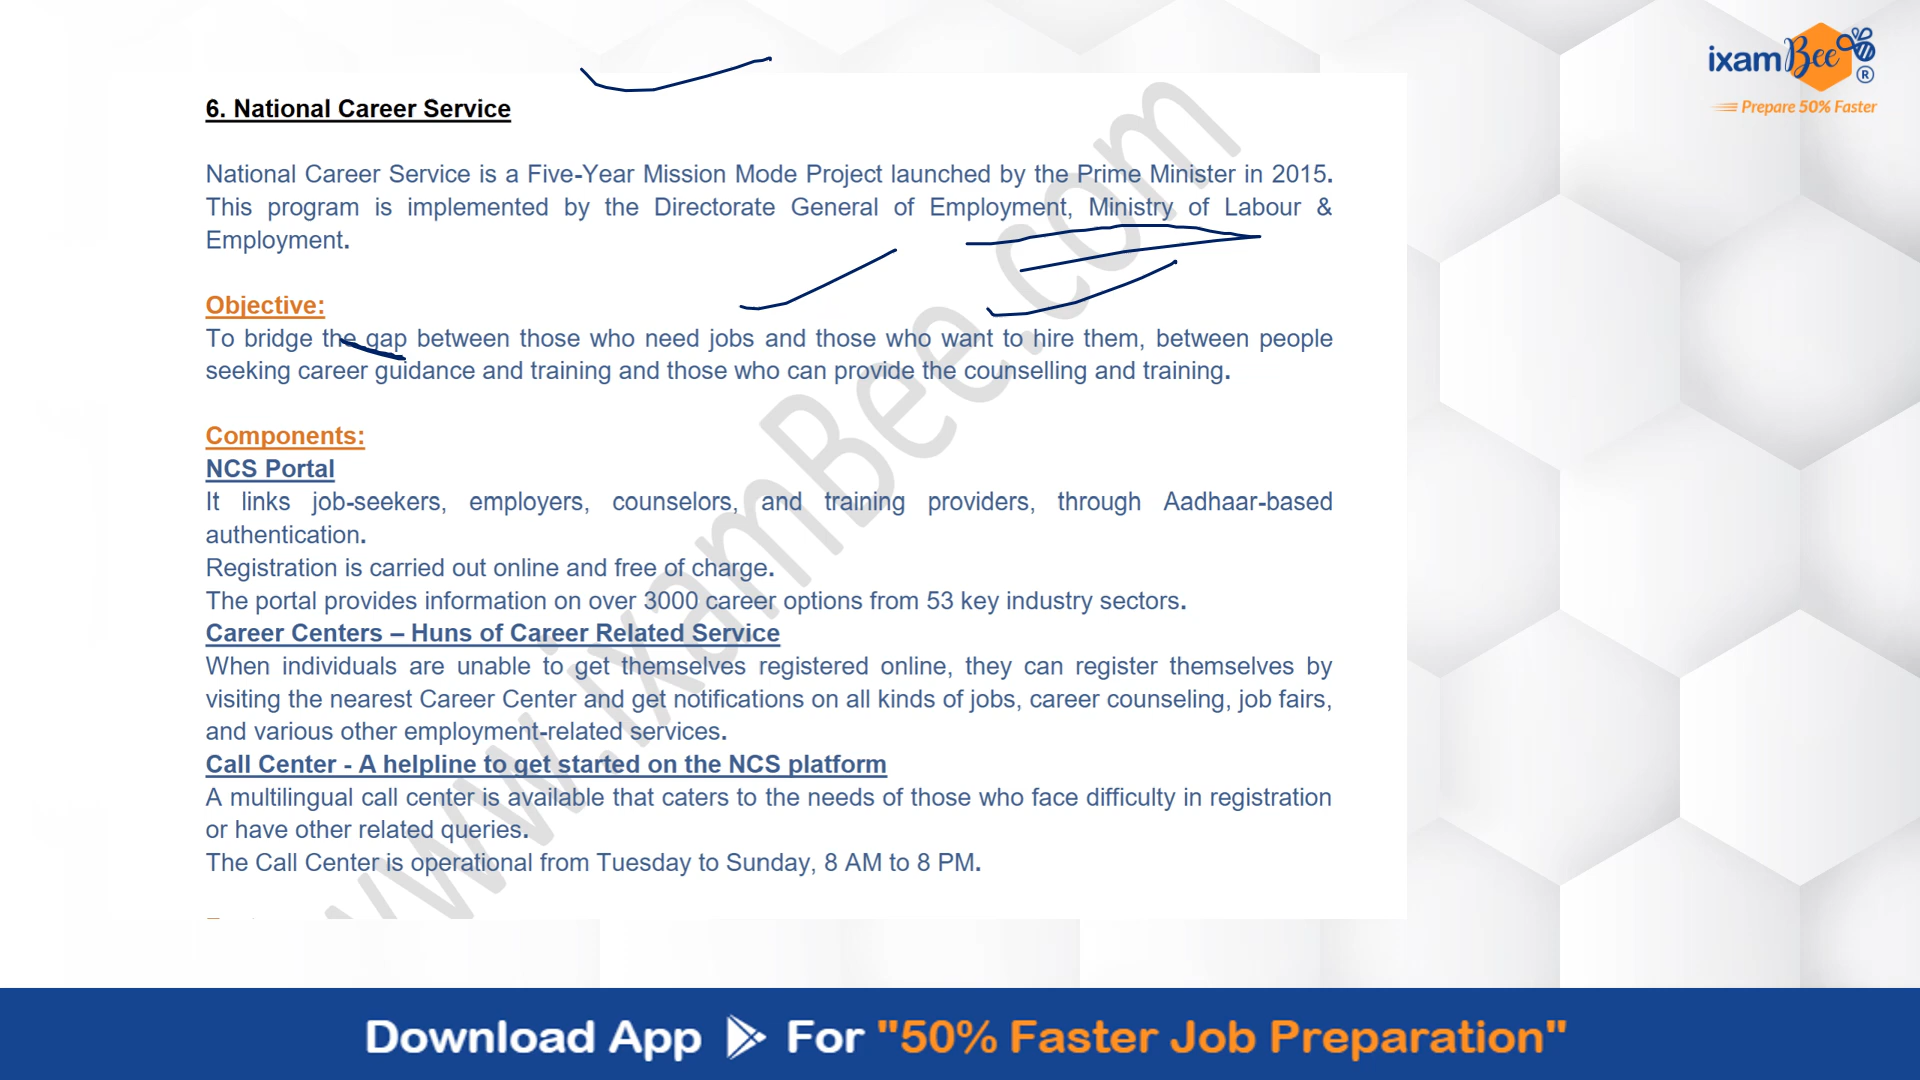 ixamBee®
Prepare 50% Faster
6. National Career Service
National Career Service is a Five-Year Mission Mode Project launched by the Prime Minister in 2015.
This program is implemented by the Directorate General of Employment, Ministry of Labour &
Employment.
Objective:
To bridge the gap between those who need jobs and those who want to hire them, between people
seeking career guidance and training and those who can provide the counselling and training.
Components:
NCS Portal
It links job-seekers, employers, counselors, and training providers, through Aadhaar-based
authentication.
Registration is carried out online and free of charge.
The portal provides information on over 3000 career options from 53 key industry sectors.
Career Centers – Huns of Career Related Service
When individuals are unable to get themselves registered online, they can register themselves by
visiting the nearest Career Center and get notifications on all kinds of jobs, career counseling, job fairs,
and various other employment-related services.
Call Center - A helpline to get started on the NCS platform
A multilingual call center is available that caters to the needs of those who face difficulty in registration
or have other related queries.
The Call Center is operational from Tuesday to Sunday, 8 AM to 8 PM.
www.ixamBee.com
Download App For "50% Faster Job Preparation"